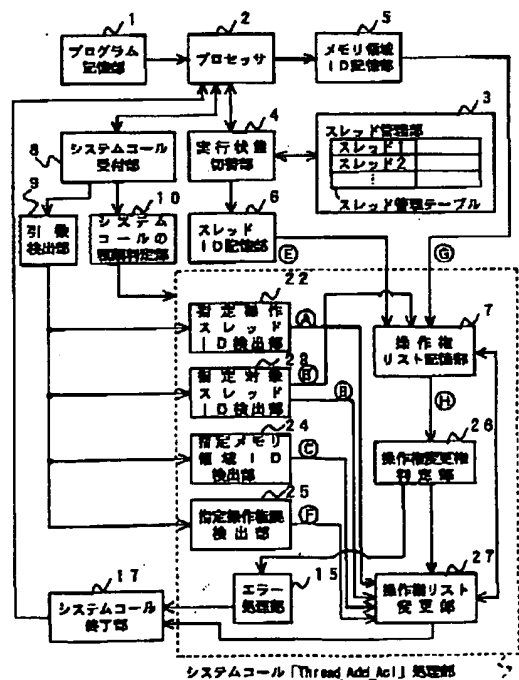 1
プログラム
記憶部
2
プロセッサ
5
メモリ領域
ID記憶部
3
スレッド管理部
スレッド1
スレッド2
スレッド管理テーブル
4
実行状態
切替部
8
システムコール
受付部
9
引数
検出部
10
システム
コールの
種類判定部
6
スレッド
ID記憶部
E
G
22
指定操作
スレッド
ID検出部
A
23
指定対象
スレッド
ID検出部
B'
B
24
指定メモリ
領域ID
検出部
C
25
指定操作権限
検出部
F
7
操作権
リスト記憶部
H
26
操作権変更権
判定部
15
エラー
処理部
27
操作権リスト
変更部
17
システムコール
終了部
システムコール「Thread_Add_Acl」処理部